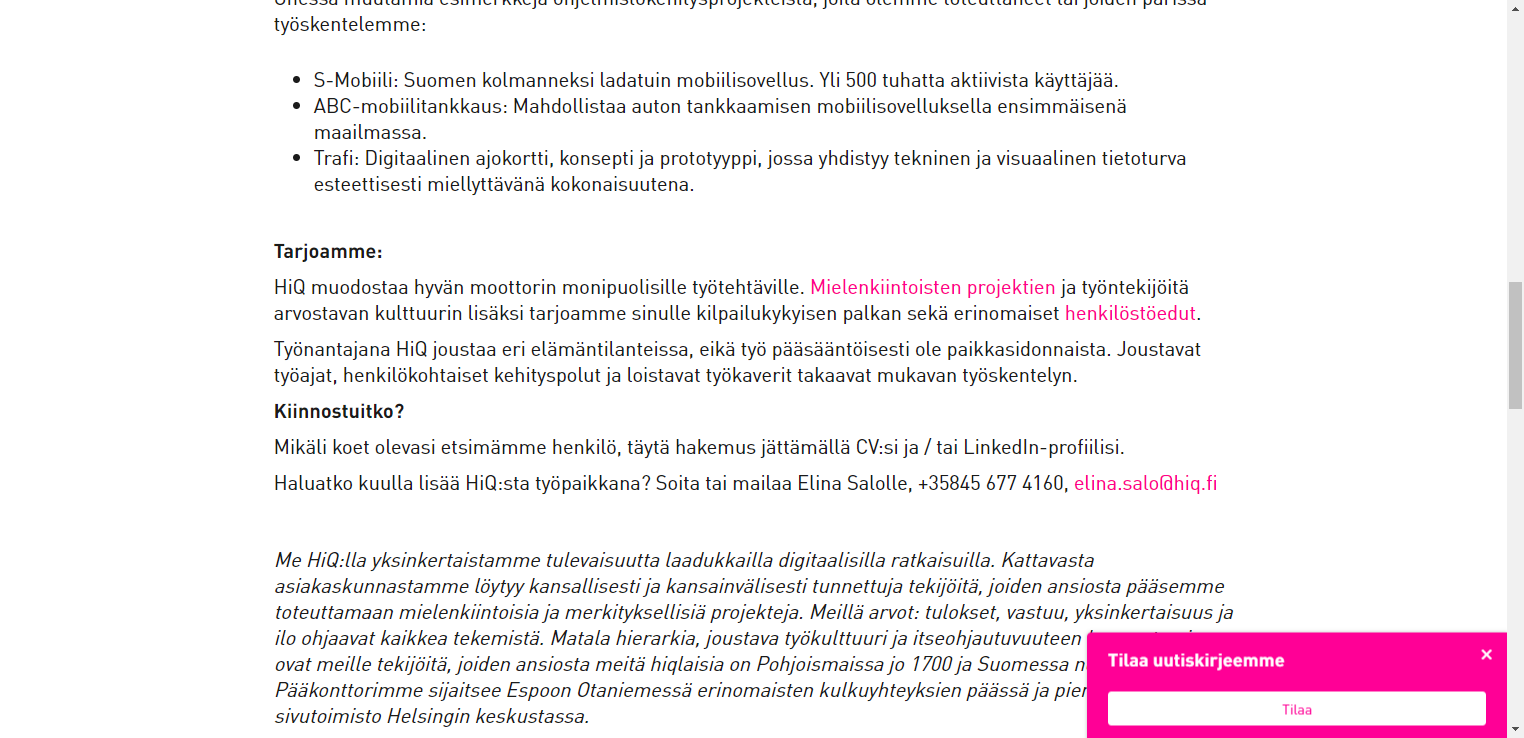 työskentelemme:
S-Mobiili: Suomen kolmanneksi ladatuin mobiilisovellus. Yli 500 tuhatta aktiivista käyttäjää.
ABC-mobiilitankkaus: Mahdollistaa auton tankkaamisen mobiilisovelluksella ensimmäisenä
maailmassa.
Trafi: Digitaalinen ajokortti, konsepti ja prototyyppi, jossa yhdistyy tekninen ja visuaalinen tietoturva
esteettisesti miellyttävänä kokonaisuutena.
Tarjoamme:
HiQ muodostaa hyvän moottorin monipuolisille työtehtäville. Mielenkiintoisten projektien ja työntekijöitä
arvostavan kulttuurin lisäksi tarjoamme sinulle kilpailukykyisen palkan sekä erinomaiset henkilöstöedut.
Työnantajana HiQ joustaa eri elämäntilanteissa, eikä työ pääsääntöisesti ole paikkasidonnaista. Joustavat
työajat, henkilökohtaiset kehityspolut ja loistavat työkaverit takaavat mukavan työskentelyn.
Kiinnostuitko?
Mikäli koet olevasi etsimämme henkilö, täytä hakemus jättämällä CV:si ja / tai LinkedIn-profiilisi.
Haluatko kuulla lisää HiQ:sta työpaikkana? Soita tai mailaa Elina Salolle, +35845 677 4160, elina.salo@hiq.fi
Me HiQ:lla yksinkertaistamme tulevaisuutta laadukkailla digitaalisilla ratkaisuilla. Kattavasta
asiakaskunnastamme löytyy kansallisesti ja kansainvälisesti tunnettuja tekijöitä, joiden ansiosta pääsemme
toteuttamaan mielenkiintoisia ja merkityksellisiä projekteja. Meillä arvot: tulokset, vastuu, yksinkertaisuus ja
ilo ohjaavat kaikkea tekemistä. Matala hierarkia, joustava työkulttuuri ja itseohjautuvuuteen
ovat meille tekijöitä, joiden ansiosta meitä hiqlaisia on Pohjoismaissa jo 1700 ja Suomessa
Pääkonttorimme sijaitsee Espoon Otaniemessä erinomaisten kulkuyhteyksien päässä ja
sivutoimisto Helsingin keskustassa.
Tilaa uutiskirjeemme
×
Tilaa